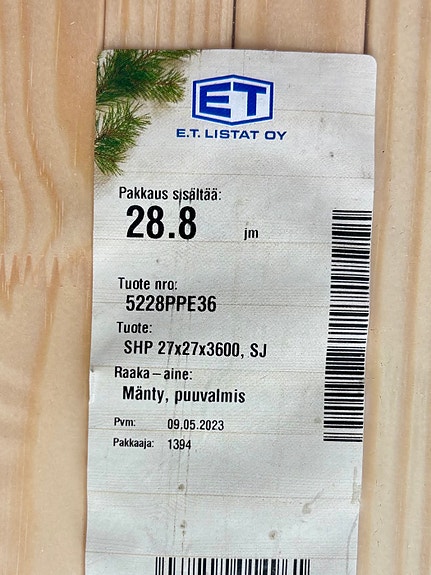 ET
E.T. LISTAT OY
Pakkaus sisältää:
28.8 jm
Tuote nro:
5228PPE36
Tuote:
SHP 27x27x3600, SJ
Raaka-aine:
Mänty, puuvalmis
Pvm: 09.05.2023
Pakkaaja: 1394